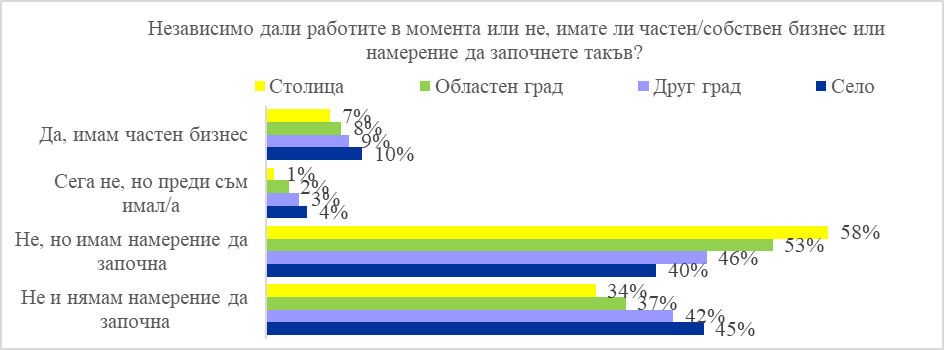 Независимо дали работите в момента или не, имате ли частен/собствен бизнес или
намерение да започнете такъв?
Столица Областен град Друг град Село
Да, имам частен бизнес
7%
8%
9%
10%
Сега не, но преди съм
имал/а
1%
2%
3%
4%
Не, но имам намерение да
започна
58%
53%
46%
40%
Не и нямам намерение да
започна
34%
37%
42%
45%